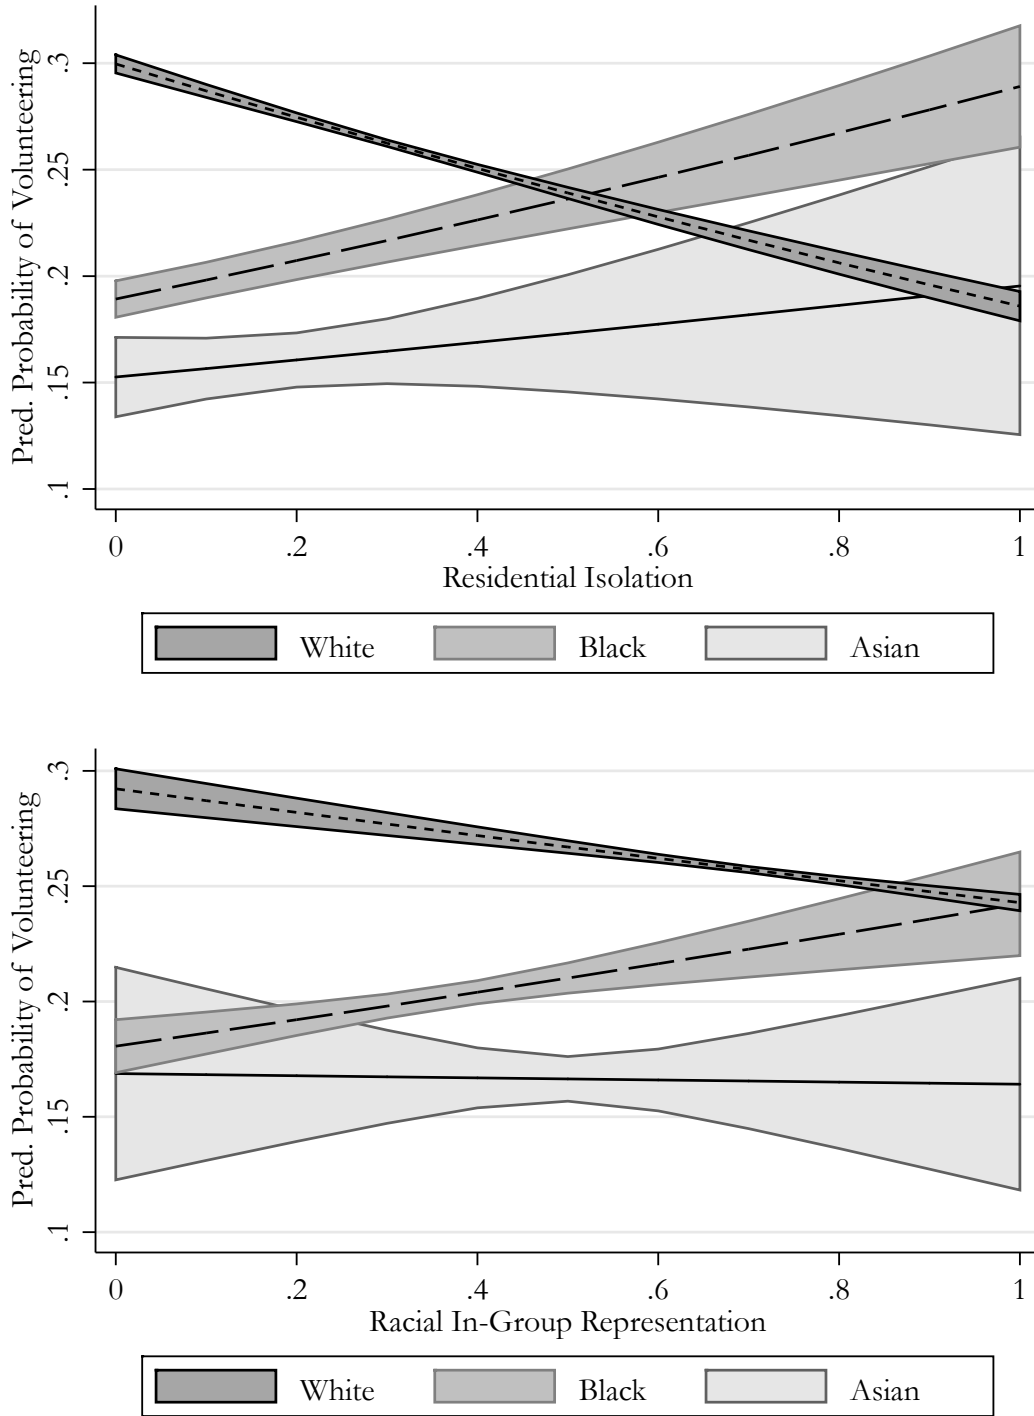 Pred. Probability of Volunteering
.3
.25
.2
.15
.1
0 .2 .4 .6 .8 1
Residential Isolation
White Black Asian
Pred. Probability of Volunteering
.3
.25
.2
.15
.1
0 .2 .4 .6 .8 1
Racial In-Group Representation
White Black Asian